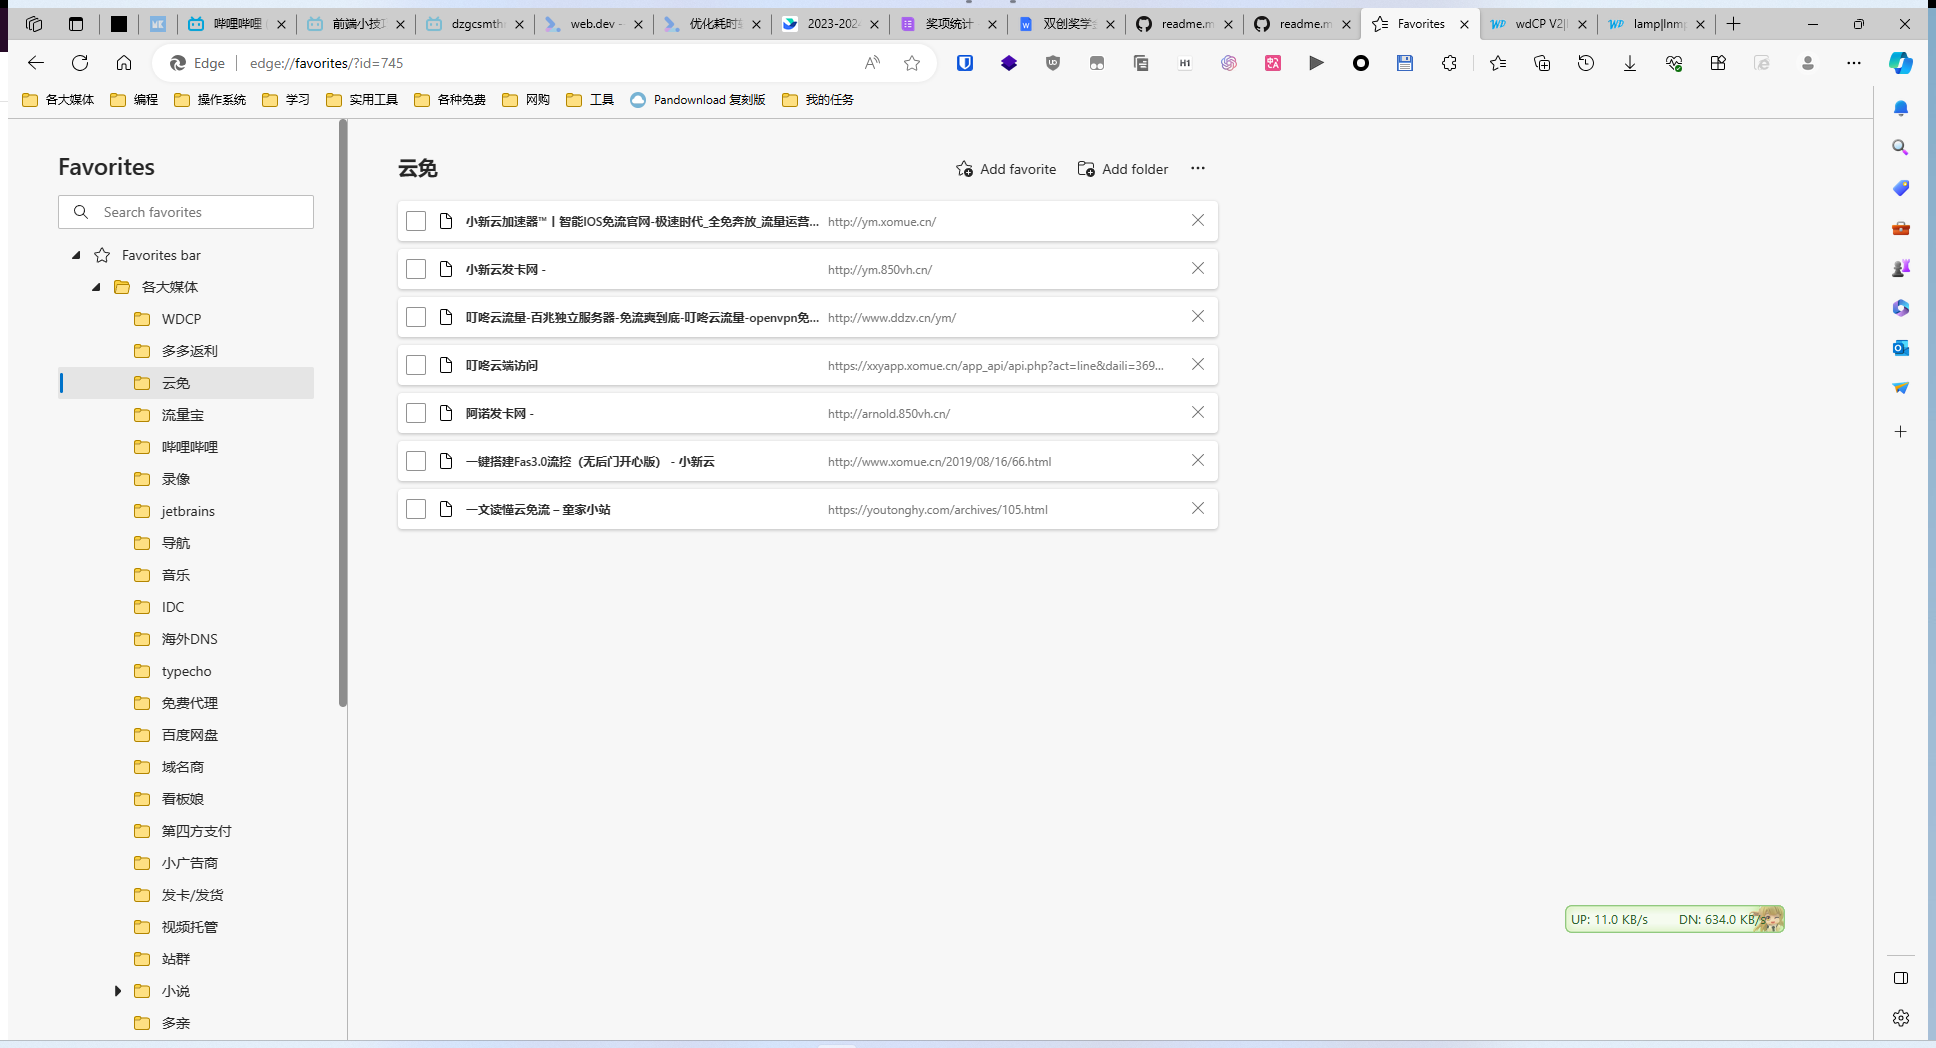 哔哩哔哩
前端小技巧
dzgcsmthr
web.dev
优化耗时
2023-202
奖项统计
双创奖学金
readme.m
readme.m
Favorites
wdCP V2|
lamp|lnmp
Edge
edge://favorites/?id=745
各大媒体
编程
操作系统
学习
实用工具
各种免费
网购
工具
Pandownload 复刻版
我的任务
Favorites
Search favorites
Favorites bar
各大媒体
WDCP
多多返利
云免
流量宝
哔哩哔哩
录像
jetbrains
导航
音乐
IDC
海外DNS
typecho
免费代理
百度网盘
域名商
看板娘
第四方支付
小广告商
发卡/发货
视频托管
站群
小说
多亲
云免
Add favorite
Add folder
小新云加速器™丨智能IOS免流官网-极速时代_全免奔放_流量运营... http://ym.xomue.cn/
小新云发卡网 - http://ym.850vh.cn/
叮咚云流量-百兆独立服务器-免流爽到底-叮咚云流量-openvpn免... http://www.ddzv.cn/ym/
叮咚云端访问 https://xxyapp.xomue.cn/app_api/api.php?act=line&daili=369...
阿诺发卡网 - http://arnold.850vh.cn/
一键搭建Fas3.0流控（无后门开心版） - 小新云 http://www.xomue.cn/2019/08/16/66.html
一文读懂云免流 – 童家小站 https://youtonghy.com/archives/105.html
UP: 11.0 KB/s DN: 634.0 KB/s